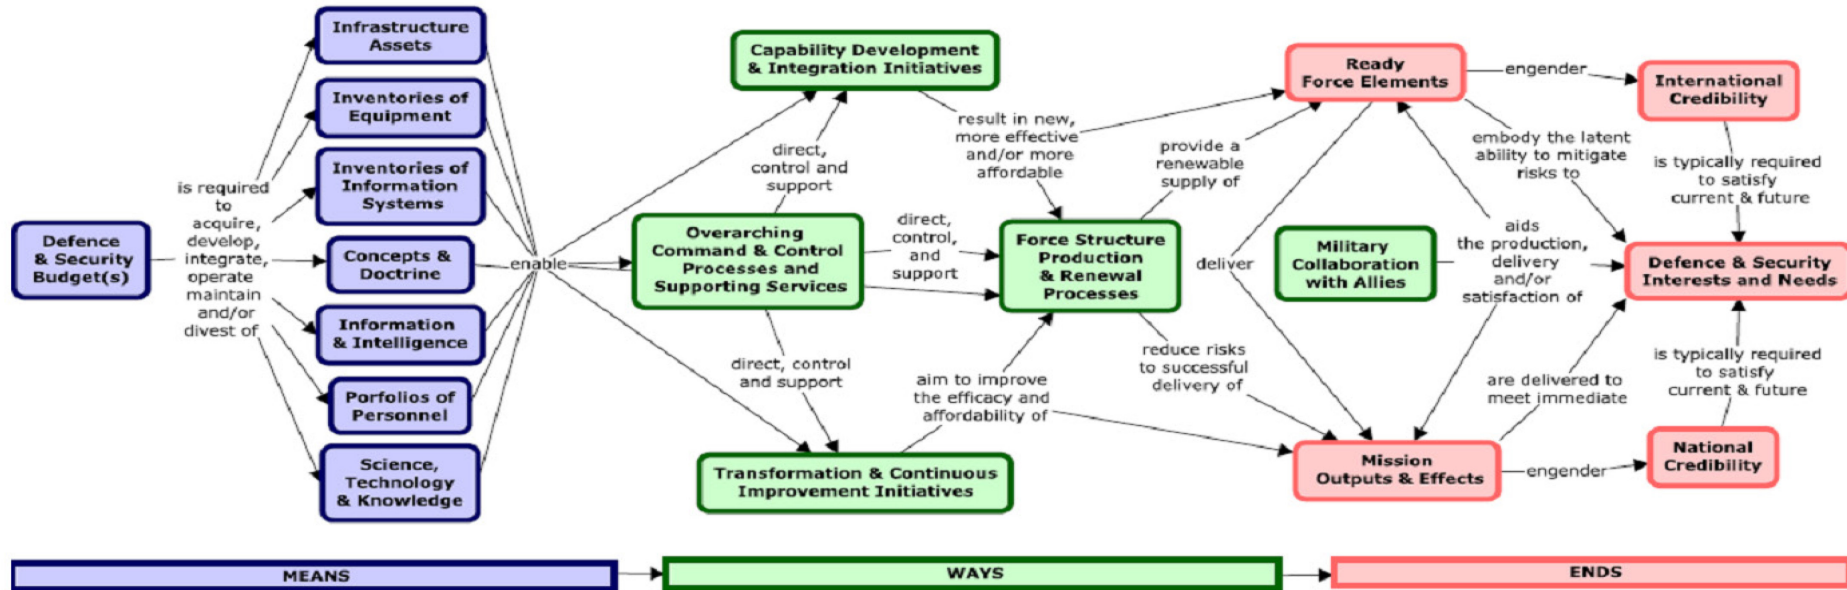 Defence
& Security
Budget(s)
is required
to
acquire,
develop,
integrate,
operate
maintain
and/or
divest of
Infrastructure
Assets
Inventories of
Equipment
Inventories of
Information
Systems
Concepts &
Doctrine
Information
& Intelligence
Porfolios of
Personnel
Science,
Technology
& Knowledge
enable
Capability Development
& Integration Initiatives
direct,
control and
support
Overarching
Command & Control
Processes and
Supporting Services
direct, control
and support
Transformation & Continuous
Improvement Initiatives
result in new,
more effective
and/or more
affordable
direct,
control,
and
support
aim to improve
the efficacy and
affordability of
Force Structure
Production
& Renewal
Processes
provide a
renewable
supply of
reduce risks
to successful
delivery of
Ready
Force Elements
deliver
Military
Collaboration
with Allies
Mission
Outputs & Effects
engender
embody the latent
ability to mitigate
risks to
aids
the production,
delivery
and/or
satisfaction of
are delivered to
meet immediate
engender
International
Credibility
is typically required
to satisfy
current & future
Defence & Security
Interests and Needs
is typically required
to satisfy
current & future
National
Credibility
MEANS
WAYS
ENDS